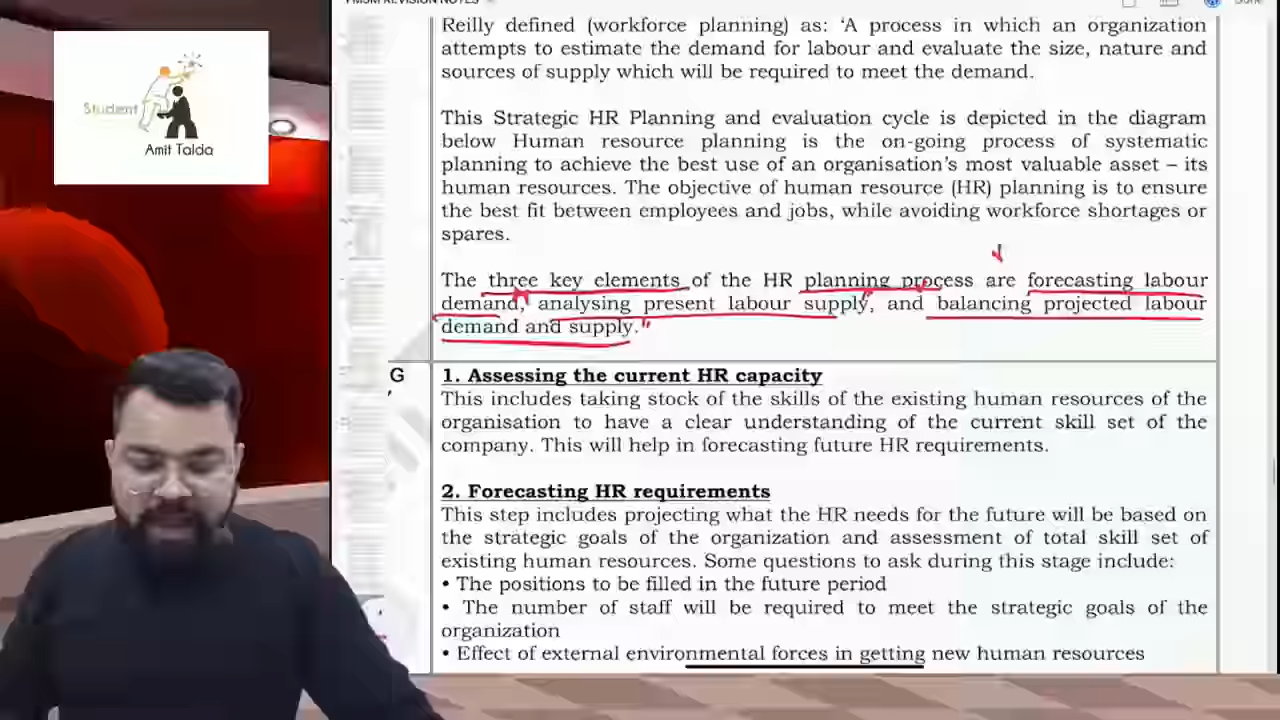 Student
Amit Talda
Reilly defined (workforce planning) as: 'A process in which an organization
attempts to estimate the demand for labour and evaluate the size, nature and
sources of supply which will be required to meet the demand.
This Strategic HR Planning and evaluation cycle is depicted in the diagram
below Human resource planning is the on-going process of systematic
planning to achieve the best use of an organisation's most valuable asset – its
human resources. The objective of human resource (HR) planning is to ensure
the best fit between employees and jobs, while avoiding workforce shortages or
spares.
The three key elements of the HR planning process are forecasting labour
demand, analysing present labour supply, and balancing projected labour
demand and supply."
G
1. Assessing the current HR capacity
This includes taking stock of the skills of the existing human resources of the
organisation to have a clear understanding of the current skill set of the
company. This will help in forecasting future HR requirements.
2. Forecasting HR requirements
This step includes projecting what the HR needs for the future will be based on
the strategic goals of the organization and assessment of total skill set of
existing human resources. Some questions to ask during this stage include:
• The positions to be filled in the future period
• The number of staff will be required to meet the strategic goals of the
organization
• Effect of external environmental forces in getting new human resources